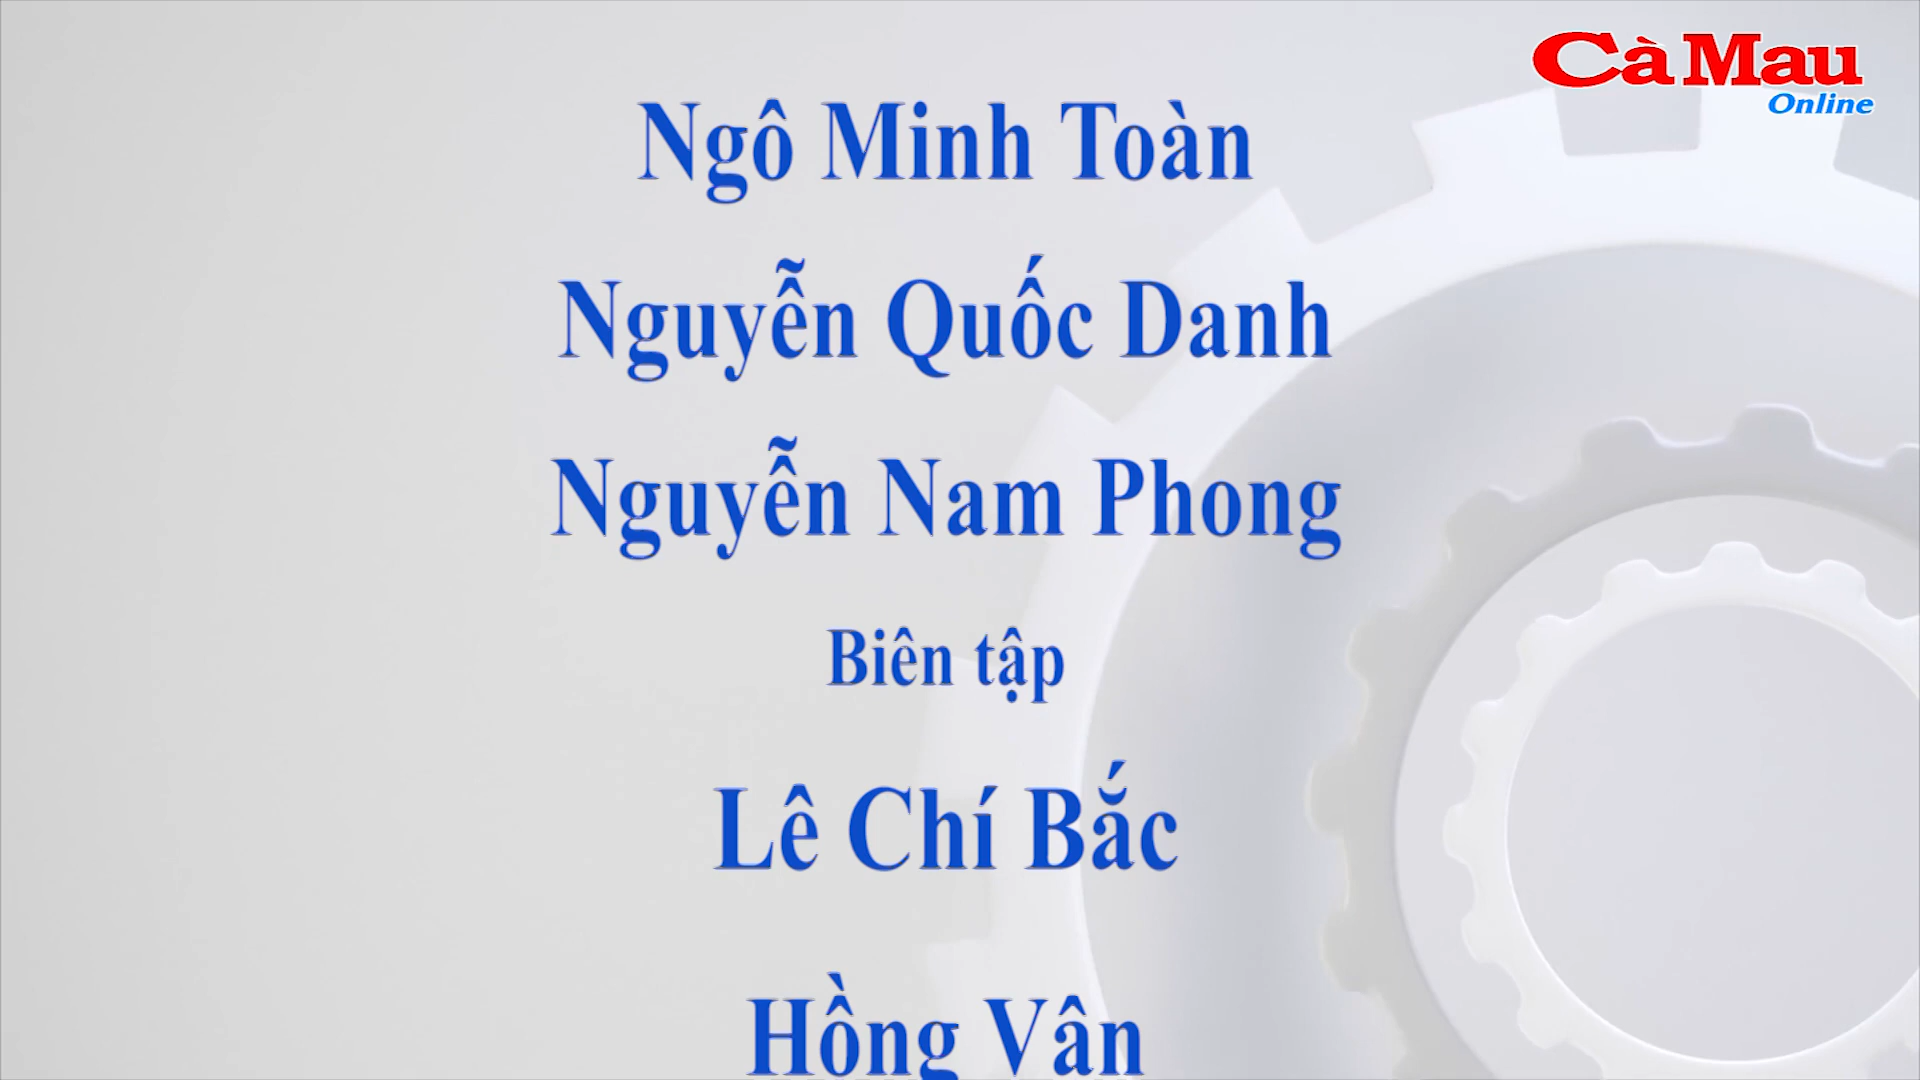 Cà Mau
Online
Ngô Minh Toàn
Nguyễn Quốc Danh
Nguyễn Nam Phong
Biên tập
Lê Chí Bắc
Hồng Vân